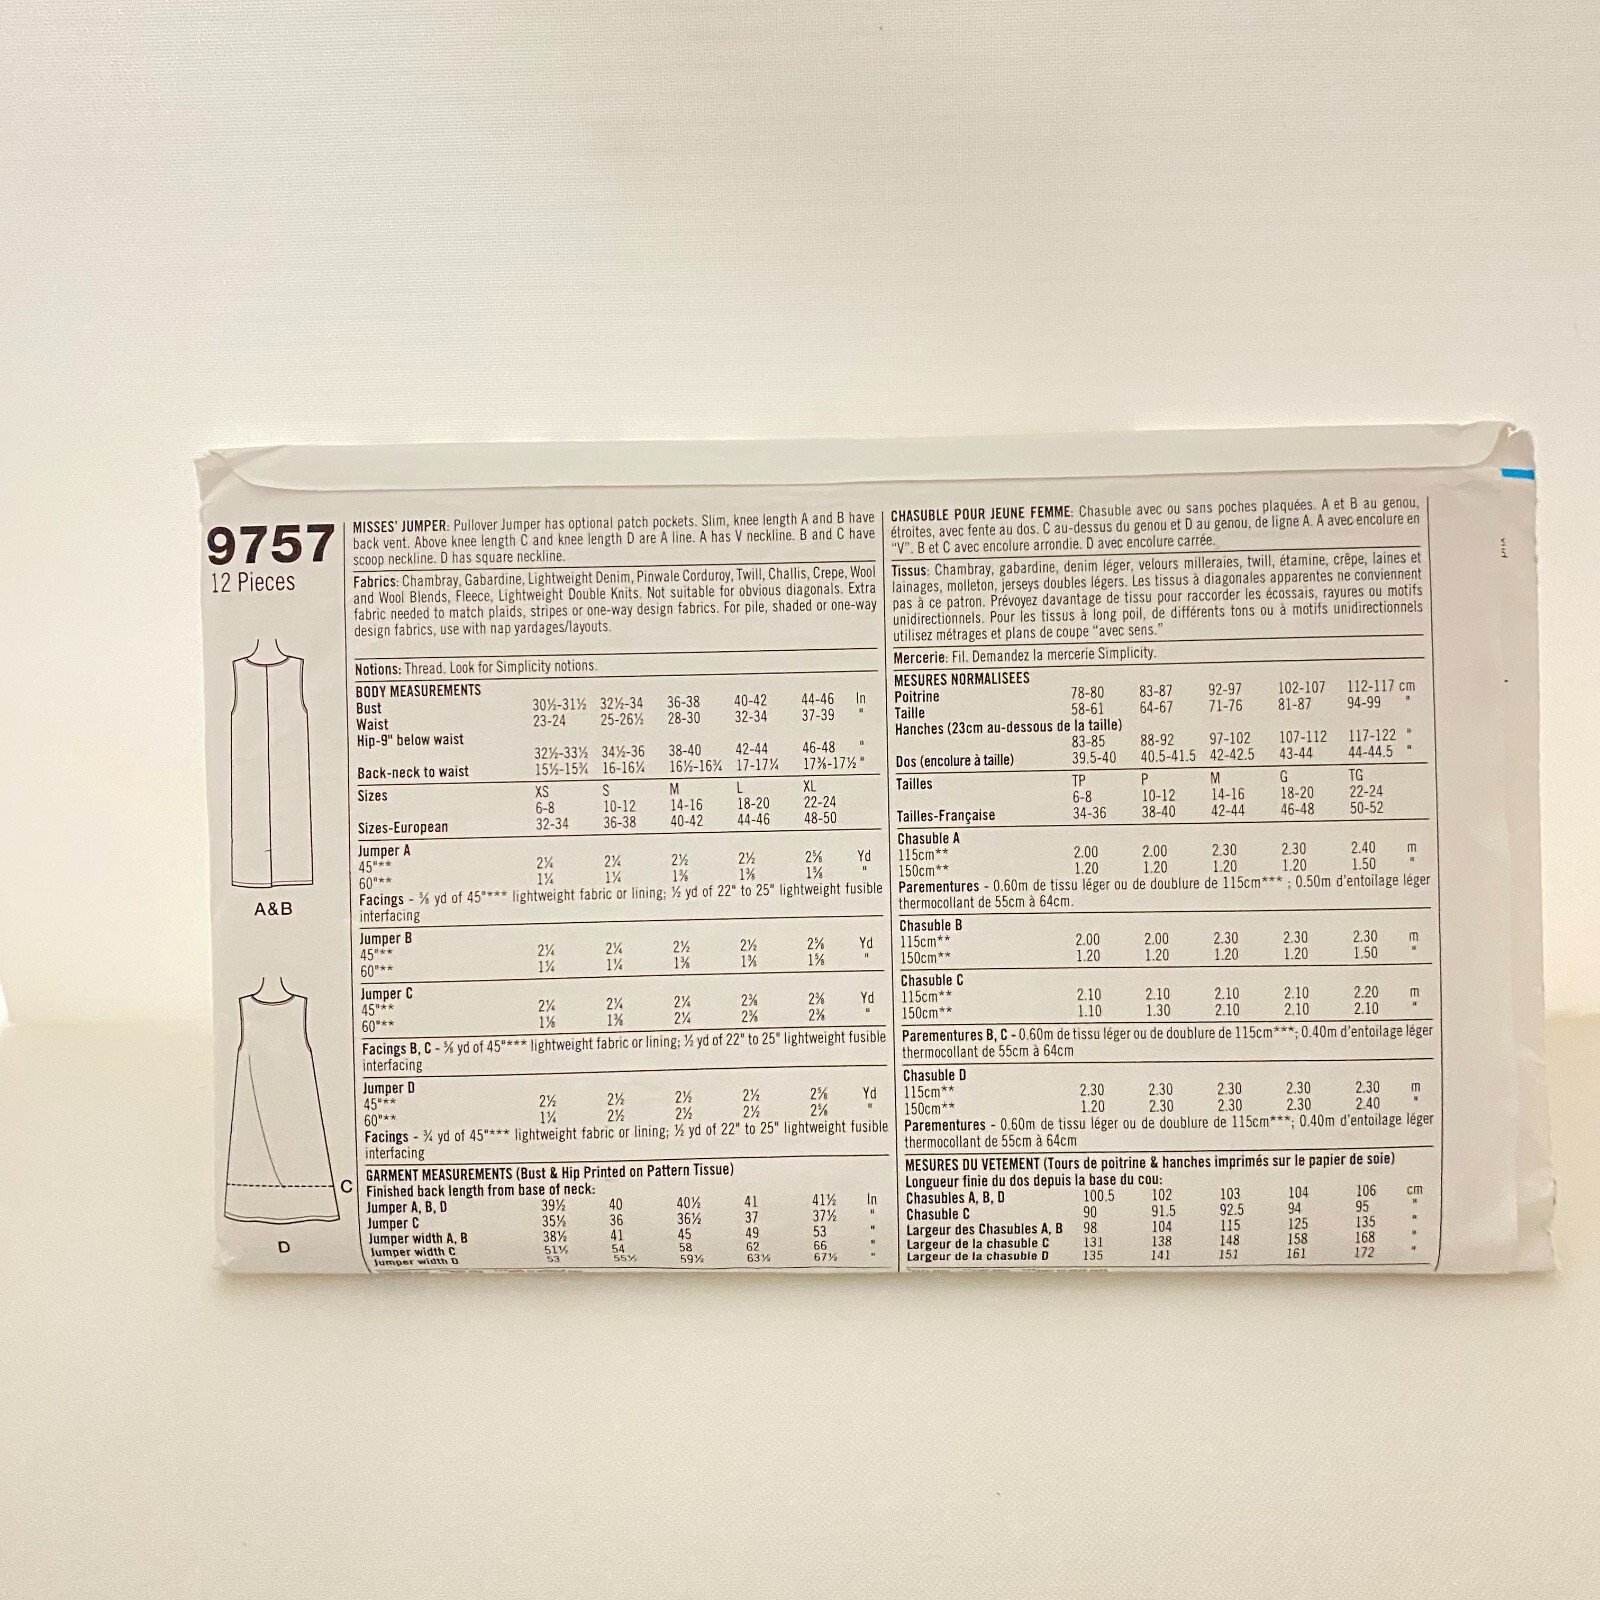 9757
12 Pieces
A&B
C
D
MISSES' JUMPER: Pullover Jumper has optional patch pockets. Slim, knee length A and B have
back vent. Above knee length C and knee length D are A line. A has V neckline. B and C have
scoop neckline. D has square neckline.
Fabrics: Chambray, Gabardine, Lightweight Denim, Pinwale Corduroy, Twill, Challis, Crepe, Wool
and Wool Blends, Fleece, Lightweight Double Knits. Not suitable for obvious diagonals. Extra
fabric needed to match plaids, stripes or one-way design fabrics. For pile, shaded or one-way
design fabrics, use with nap yardages/layouts.
Notions: Thread. Look for Simplicity notions.
BODY MEASUREMENTS
Bust 30½-31½ 32½-34 36-38 40-42 44-46 In
Waist 23-24 25-26½ 28-30 32-34 37-39 "
Hip-9" below waist
32½-33½ 34½-36 38-40 42-44 46-48 "
Back-neck to waist 15½-15¾ 16-16¼ 16½-16¾ 17-17¼ 17⅜-17½ "
Sizes XS S M L XL
6-8 10-12 14-16 18-20 22-24
Sizes-European 32-34 36-38 40-42 44-46 48-50
Jumper A
45"** 2¼ 2¼ 2½ 2½ 2⅝ Yd
60"** 1¼ 1¼ 1⅜ 1⅜ 1⅝ "
Facings - ⅝ yd of 45"*** lightweight fabric or lining; ½ yd of 22" to 25" lightweight fusible
interfacing
Jumper B
45"** 2¼ 2¼ 2½ 2½ 2⅝ Yd
60"** 1¼ 1¼ 1⅜ 1⅜ 1⅝ "
Jumper C
45"** 2¼ 2¼ 2¼ 2⅜ 2⅜ Yd
60"** 1⅛ 1⅜ 2¼ 2⅜ 2⅜ "
Facings B, C - ⅝ yd of 45"*** lightweight fabric or lining; ½ yd of 22" to 25" lightweight fusible
interfacing
Jumper D
45"** 2½ 2½ 2½ 2½ 2⅝ Yd
60"** 1¼ 2½ 2½ 2½ 2⅝ "
Facings - ¾ yd of 45"*** lightweight fabric or lining; ½ yd of 22" to 25" lightweight fusible
interfacing
GARMENT MEASUREMENTS (Bust & Hip Printed on Pattern Tissue)
Finished back length from base of neck:
Jumper A, B, D 39½ 40 40½ 41 41½ In
Jumper C 35½ 36 36½ 37 37½ "
Jumper width A, B 38½ 41 45 49 53 "
Jumper width C 51½ 54 58 62 66 "
Jumper width D 53 55½ 59½ 63½ 67½ "
CHASUBLE POUR JEUNE FEMME: Chasuble avec ou sans poches plaquées. A et B au genou,
étroites, avec fente au dos. C au-dessus du genou et D au genou, de ligne A. A avec encolure en
"V". B et C avec encolure arrondie. D avec encolure carrée.
Tissus: Chambray, gabardine, denim léger, velours milleraies, twill, étamine, crêpe, laines et
lainages, molleton, jerseys doubles légers. Les tissus à diagonales apparentes ne conviennent
pas à ce patron. Prévoyez davantage de tissu pour raccorder les écossais, rayures ou motifs
unidirectionnels. Pour les tissus à long poil, de différents tons ou à motifs unidirectionnels
utilisez métrages et plans de coupe "avec sens."
Mercerie: Fil. Demandez la mercerie Simplicity.
MESURES NORMALISEES
Poitrine 78-80 83-87 92-97 102-107 112-117 cm
Taille 58-61 64-67 71-76 81-87 94-99 "
Hanches (23cm au-dessous de la taille)
83-85 88-92 97-102 107-112 117-122 "
Dos (encolure à taille) 39.5-40 40.5-41.5 42-42.5 43-44 44-44.5 "
Tailles TP P M G TG
6-8 10-12 14-16 18-20 22-24
Tailles-Française 34-36 38-40 42-44 46-48 50-52
Chasuble A
115cm** 2.00 2.00 2.30 2.30 2.40 m
150cm** 1.20 1.20 1.20 1.20 1.50 "
Parementures - 0.60m de tissu léger ou de doublure de 115cm*** ; 0.50m d'entoilage léger
thermocollant de 55cm à 64cm.
Chasuble B
115cm** 2.00 2.00 2.30 2.30 2.30 m
150cm** 1.20 1.20 1.20 1.20 1.50 "
Chasuble C
115cm** 2.10 2.10 2.10 2.10 2.20 m
150cm** 1.10 1.30 2.10 2.10 2.10 "
Parementures B, C - 0.60m de tissu léger ou de doublure de 115cm***; 0.40m d'entoilage léger
thermocollant de 55cm à 64cm
Chasuble D
115cm** 2.30 2.30 2.30 2.30 2.30 m
150cm** 1.20 2.30 2.30 2.30 2.40 "
Parementures - 0.60m de tissu léger ou de doublure de 115cm***; 0.40m d'entoilage léger
thermocollant de 55cm à 64cm
MESURES DU VETEMENT (Tours de poitrine & hanches imprimés sur le papier de soie)
Longueur finie du dos depuis la base du cou:
Chasubles A, B, D 100.5 102 103 104 106 cm
Chasuble C 90 91.5 92.5 94 95 "
Largeur des Chasubles A, B 98 104 115 125 135 "
Largeur de la chasuble C 131 138 148 158 168 "
Largeur de la chasuble D 135 141 151 161 172 "